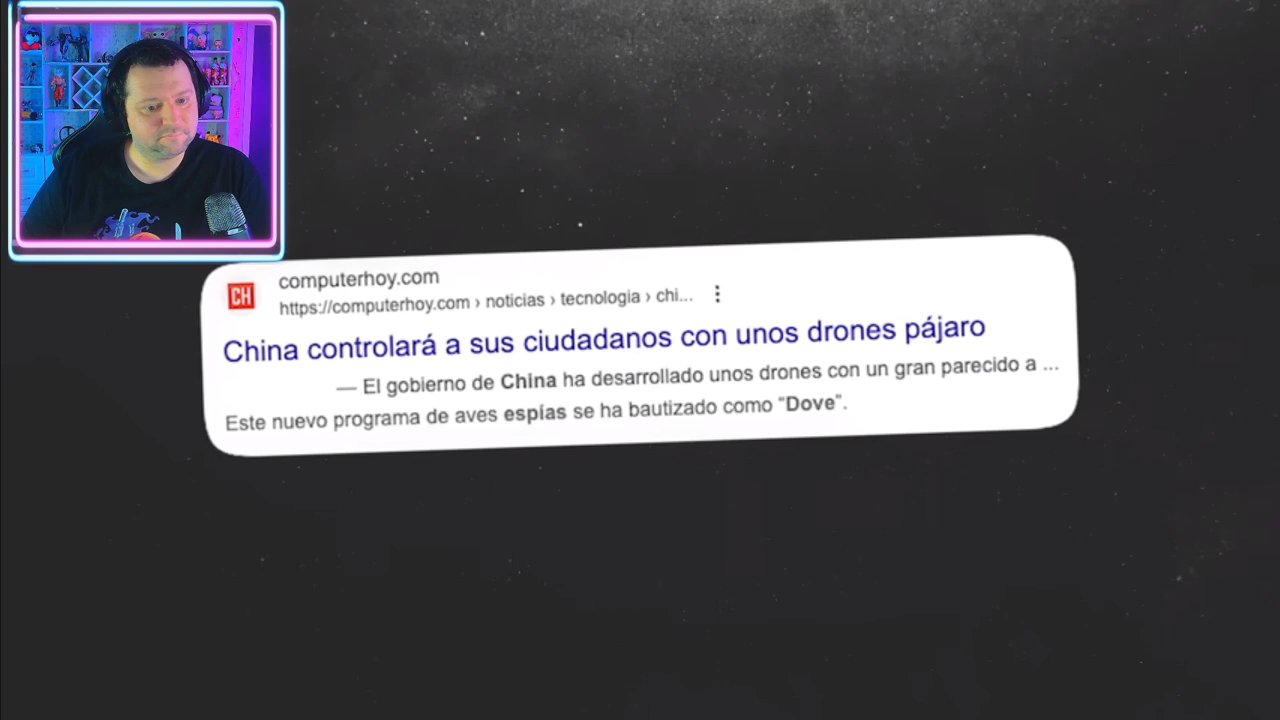 CH
computerhoy.com
https://computerhoy.com › noticias › tecnologia › chi...
China controlará a sus ciudadanos con unos drones pájaro
— El gobierno de China ha desarrollado unos drones con un gran parecido a ...
Este nuevo programa de aves espías se ha bautizado como “Dove”.